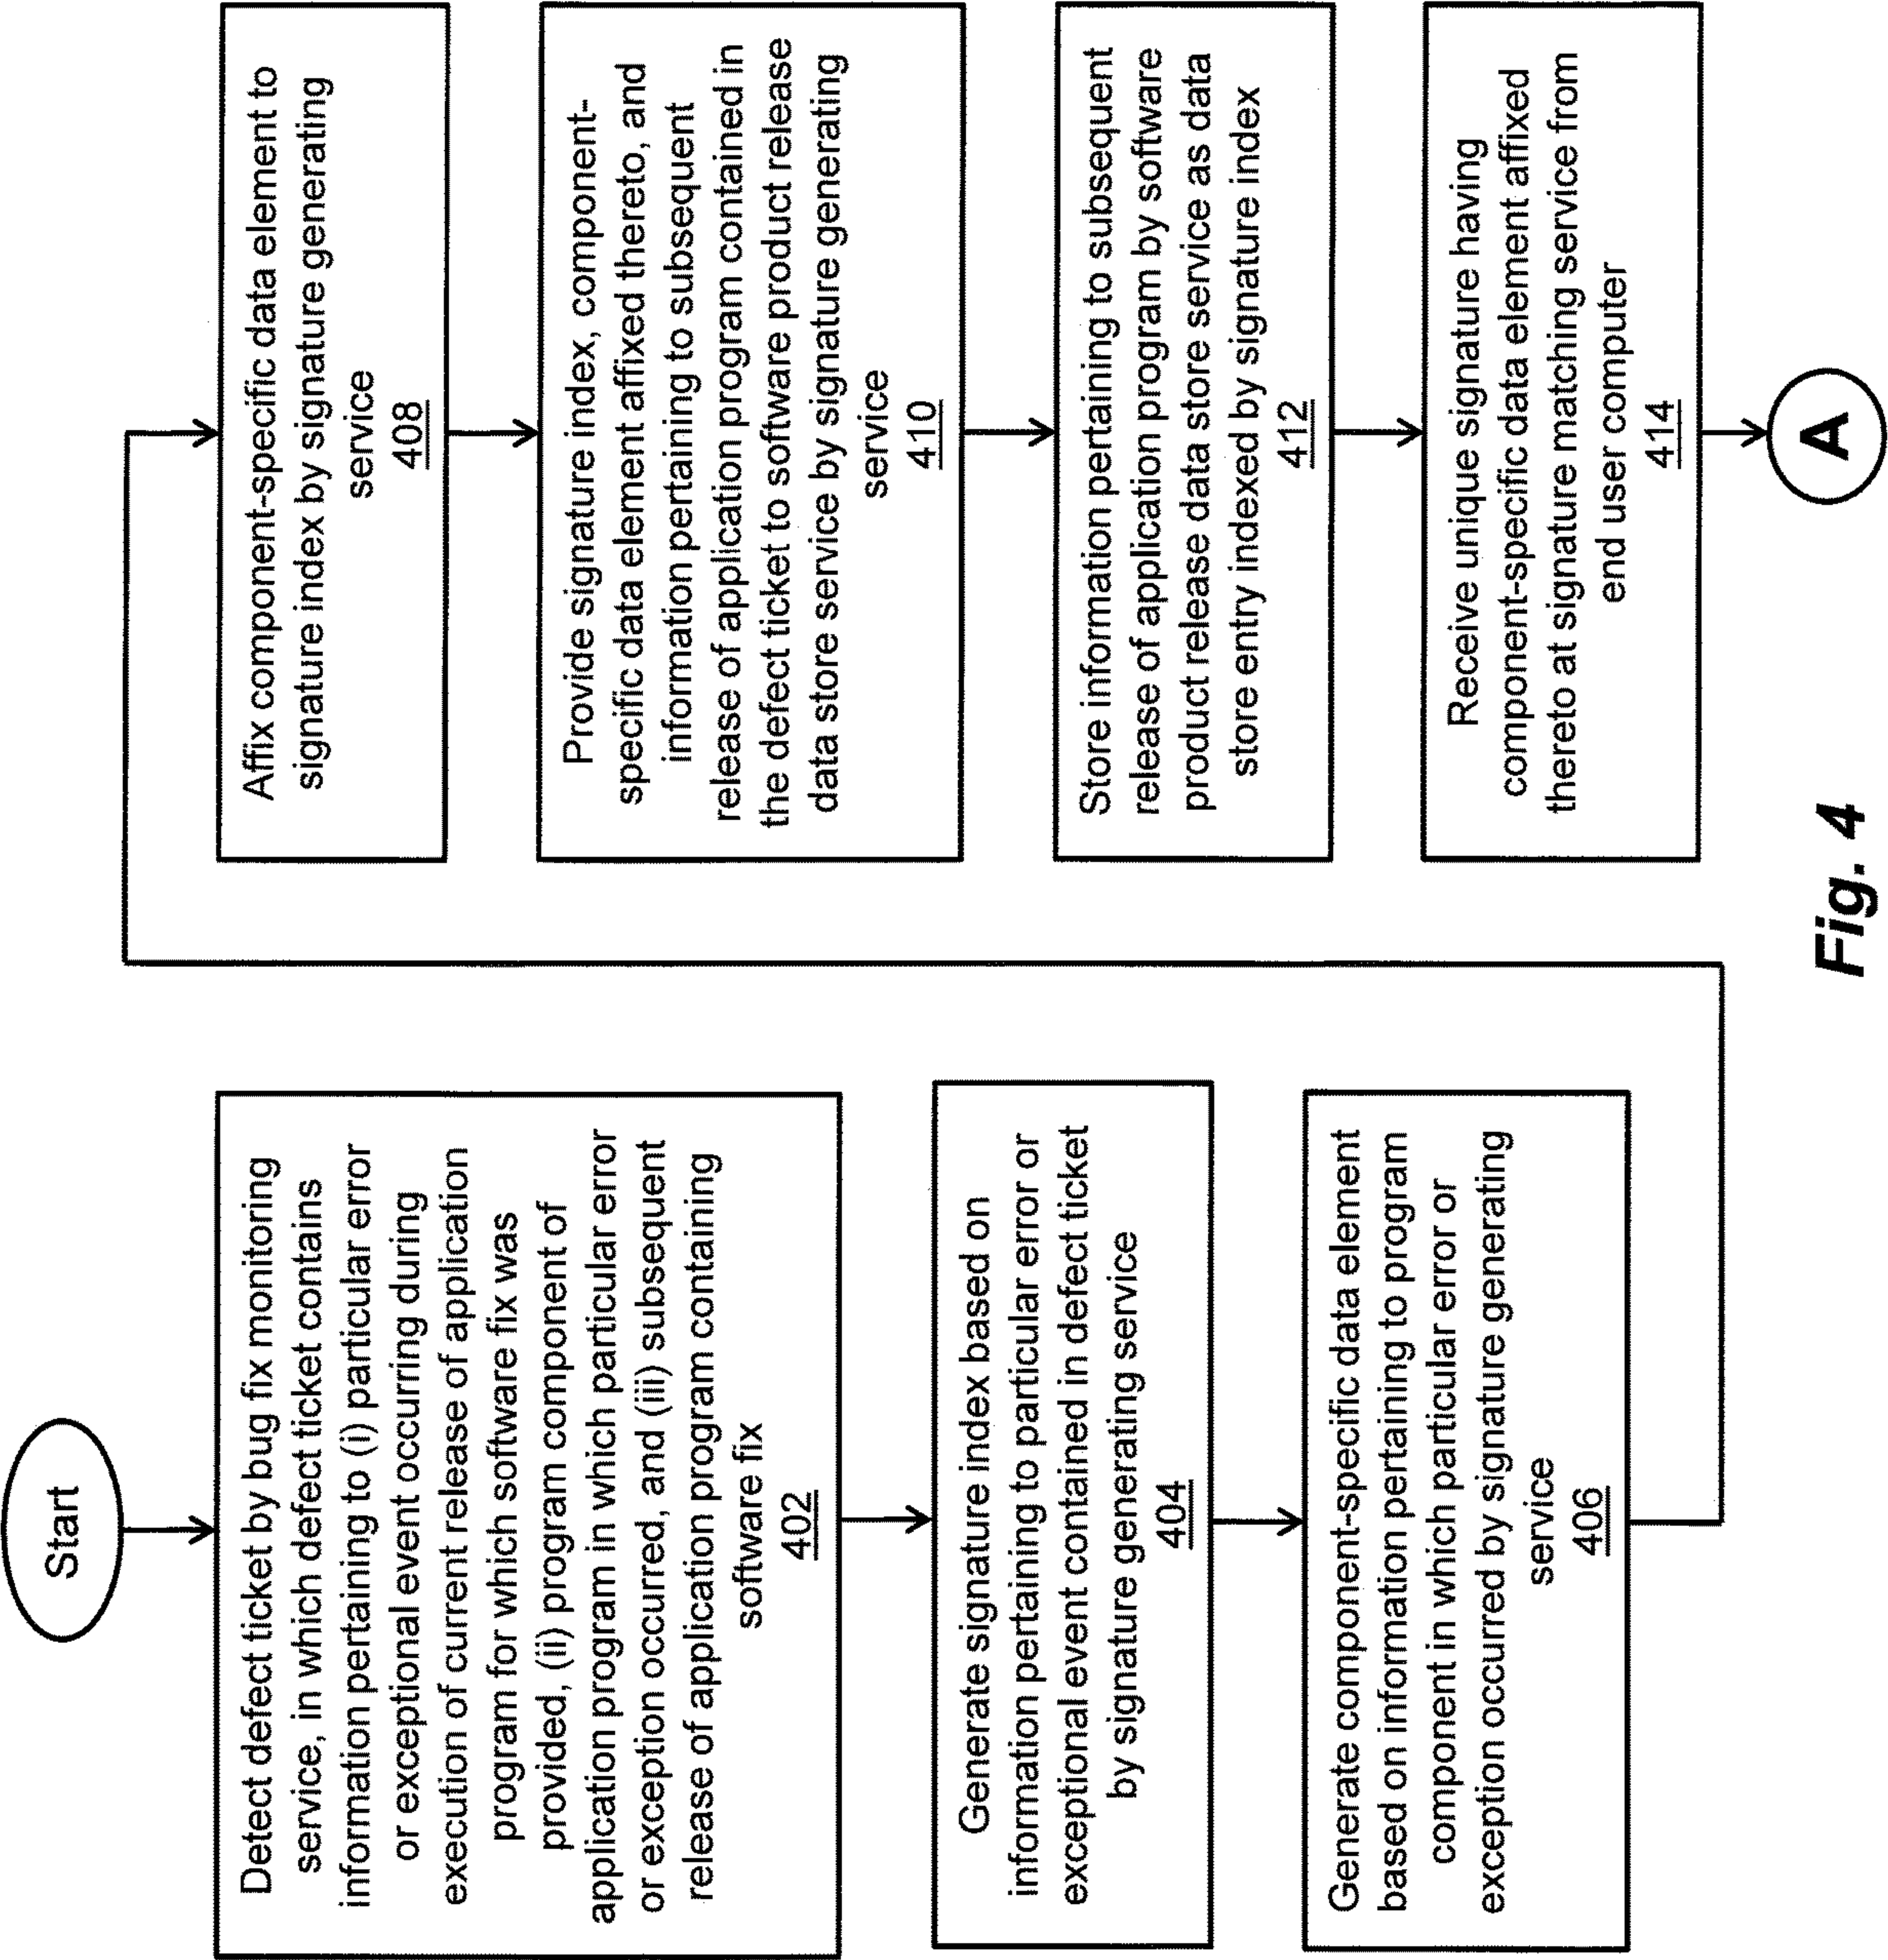 Start
Detect defect ticket by bug fix monitoring
service, in which defect ticket contains
information pertaining to (i) particular error
or exceptional event occurring during
execution of current release of application
program for which software fix was
provided, (ii) program component of
application program in which particular error
or exception occurred, and (iii) subsequent
release of application program containing
software fix
402
Generate signature index based on
information pertaining to particular error or
exceptional event contained in defect ticket
by signature generating service
404
Generate component-specific data element
based on information pertaining to program
component in which particular error or
exception occurred by signature generating
service
406
Affix component-specific data element to
signature index by signature generating
service
408
Provide signature index, component-
specific data element affixed thereto, and
information pertaining to subsequent
release of application program contained in
the defect ticket to software product release
data store service by signature generating
service
410
Store information pertaining to subsequent
release of application program by software
product release data store service as data
store entry indexed by signature index
412
Receive unique signature having
component-specific data element affixed
thereto at signature matching service from
end user computer
414
A
Fig. 4